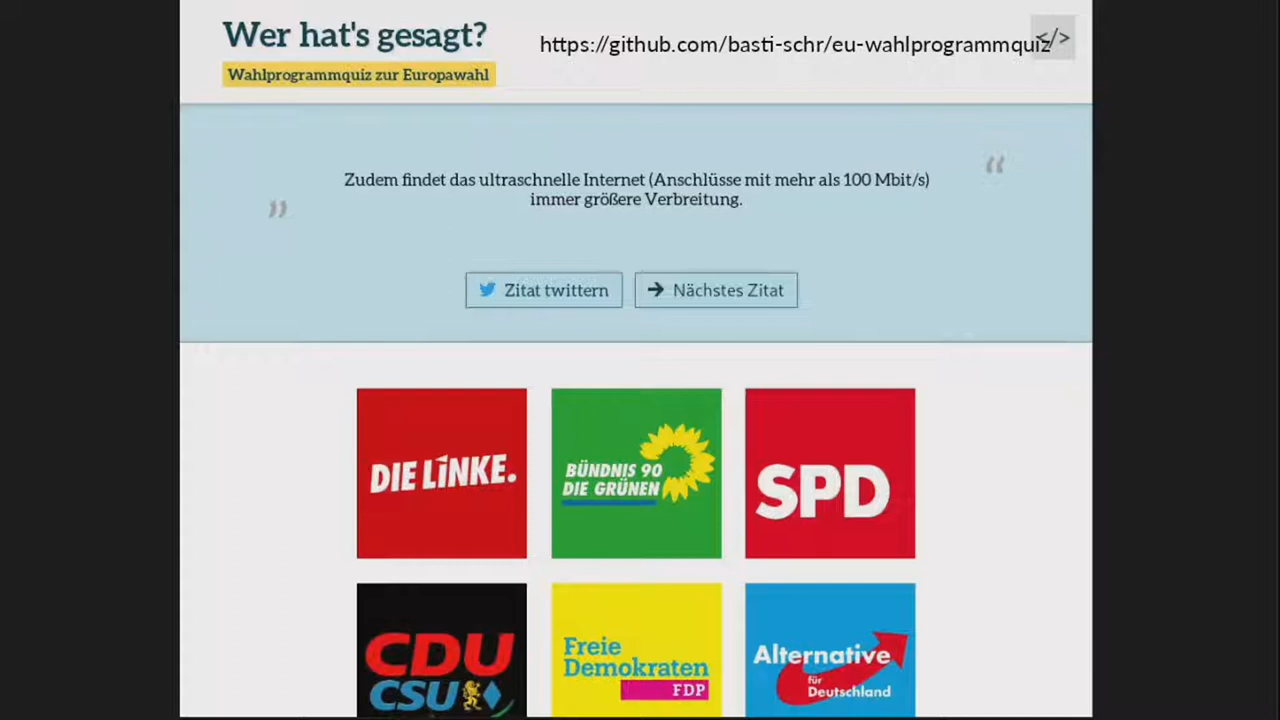 Wer hat's gesagt?
https://github.com/basti-schr/eu-wahlprogrammquiz
</>
Wahlprogrammquiz zur Europawahl
Zudem findet das ultraschnelle Internet (Anschlüsse mit mehr als 100 Mbit/s)
immer größere Verbreitung.
Zitat twittern
Nächstes Zitat
DIE LINKE.
BÜNDNIS 90
DIE GRÜNEN
SPD
CDU
CSU
Freie
Demokraten
FDP
Alternative
für
Deutschland